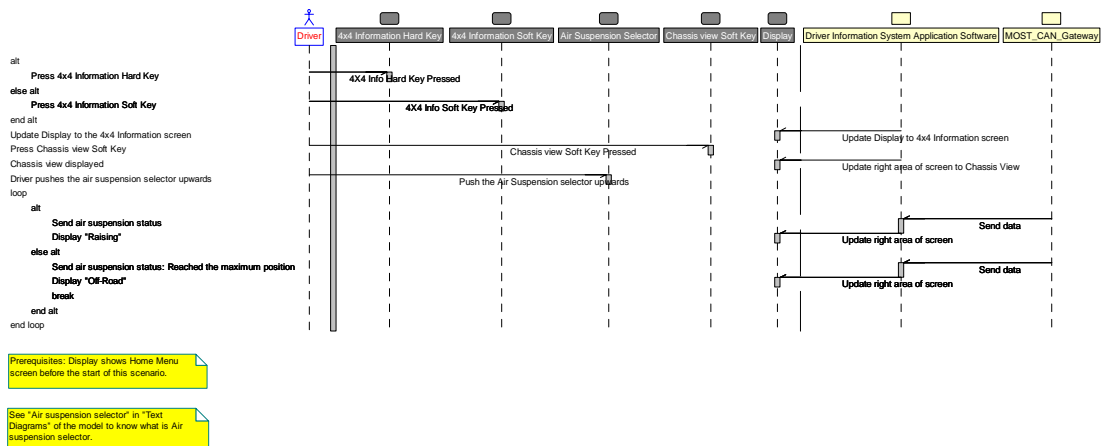 Driver
4x4 Information Hard Key
4x4 Information Soft Key
Air Suspension Selector
Chassis view Soft Key
Display
Driver Information System Application Software
MOST_CAN_Gateway
alt
Press 4x4 Information Hard Key
4X4 Info Hard Key Pressed
else alt
Press 4x4 Information Soft Key
4X4 Info Soft Key Pressed
end alt
Update Display to the 4x4 Information screen
Update Display to 4x4 Information screen
Press Chassis view Soft Key
Chassis view Soft Key Pressed
Chassis view displayed
Update right area of screen to Chassis View
Driver pushes the air suspension selector upwards
Push the Air Suspension selector upwards
loop
alt
Send air suspension status
Send data
Display "Raising"
Update right area of screen
else alt
Send air suspension status: Reached the maximum position
Send data
Display "Off-Road"
Update right area of screen
break
end alt
end loop
Prerequisites: Display shows Home Menu
screen before the start of this scenario.
See "Air suspension selector" in "Text
Diagrams" of the model to know what is Air
suspension selector.